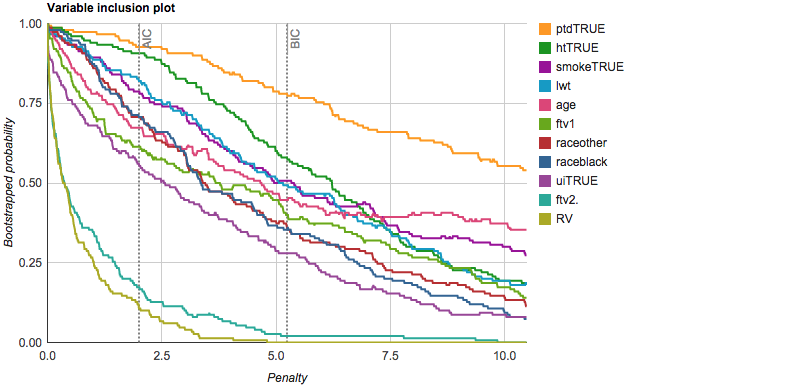 Variable inclusion plot
1.00
0.75
0.50
0.25
0.00
Bootstrapped probability
AIC
BIC
0.0
2.5
5.0
7.5
10.0
Penalty
ptdTRUE
htTRUE
smokeTRUE
lwt
age
ftv1
raceother
raceblack
uiTRUE
ftv2.
RV